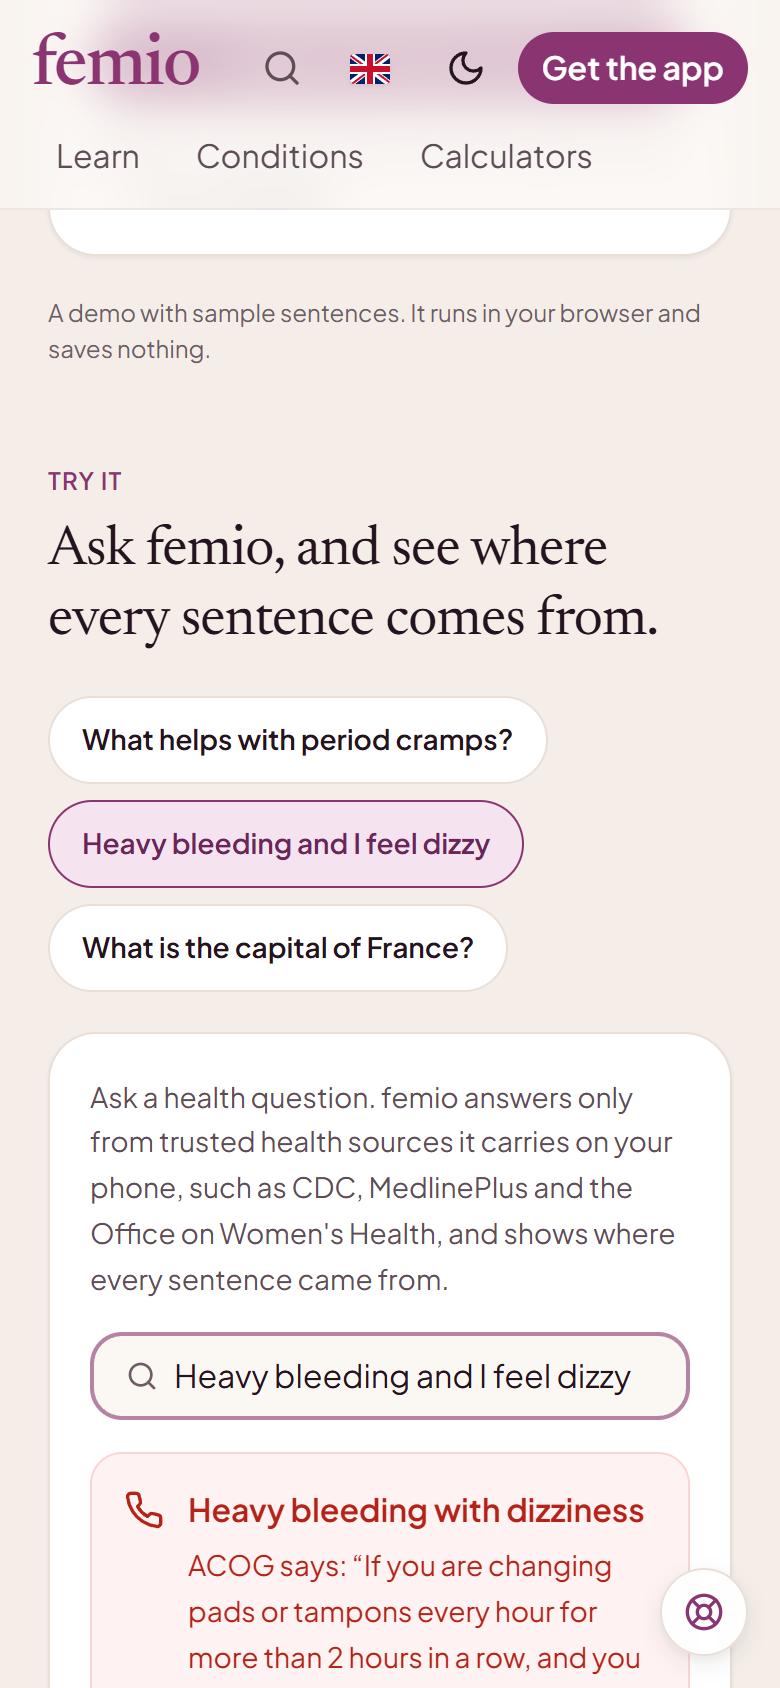 femio
Get the app
Learn Conditions Calculators
A demo with sample sentences. It runs in your browser and
saves nothing.
TRY IT
Ask femio, and see where
every sentence comes from.
What helps with period cramps?
Heavy bleeding and I feel dizzy
What is the capital of France?
Ask a health question. femio answers only
from trusted health sources it carries on your
phone, such as CDC, MedlinePlus and the
Office on Women's Health, and shows where
every sentence came from.
Heavy bleeding and I feel dizzy
Heavy bleeding with dizziness
ACOG says: “If you are changing
pads or tampons every hour for
more than 2 hours in a row, and you